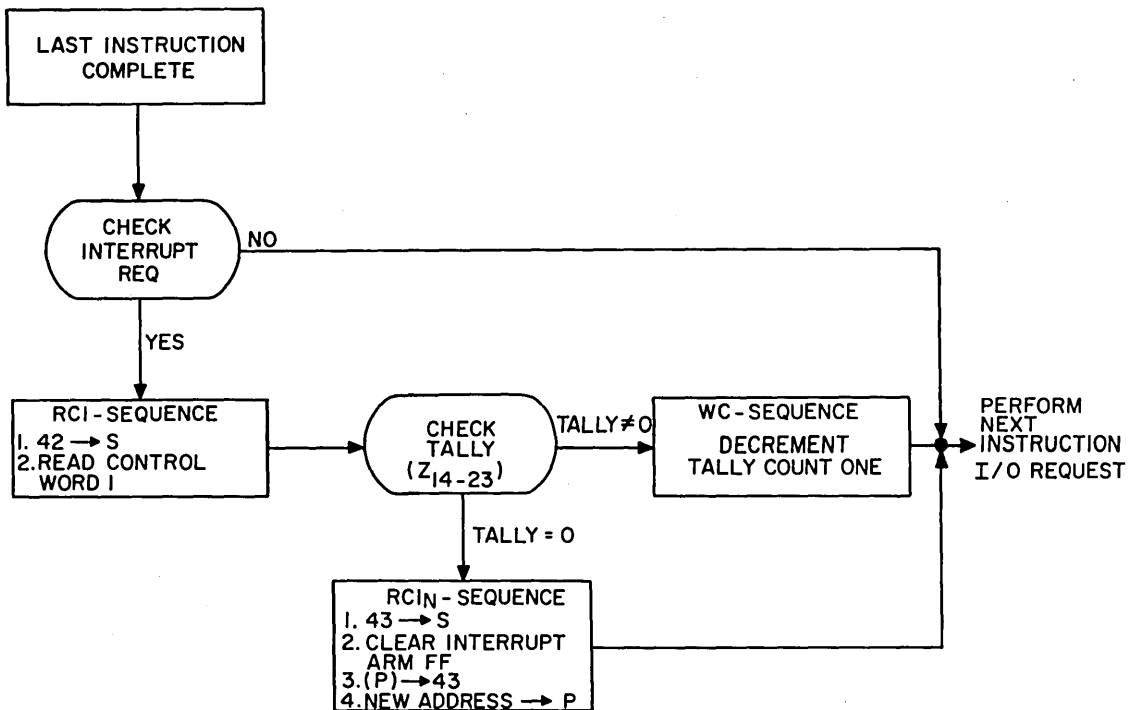 LAST INSTRUCTION
COMPLETE
CHECK
INTERRUPT
REQ
NO
YES
RCI-SEQUENCE
1. 42 → S
2. READ CONTROL
WORD 1
CHECK
TALLY
(Z14-23)
TALLY ≠ 0
WC-SEQUENCE
DECREMENT
TALLY COUNT ONE
PERFORM
NEXT
INSTRUCTION
I/O REQUEST
TALLY = 0
RCIN-SEQUENCE
1. 43 → S
2. CLEAR INTERRUPT
ARM FF
3. (P) → 43
4. NEW ADDRESS → P